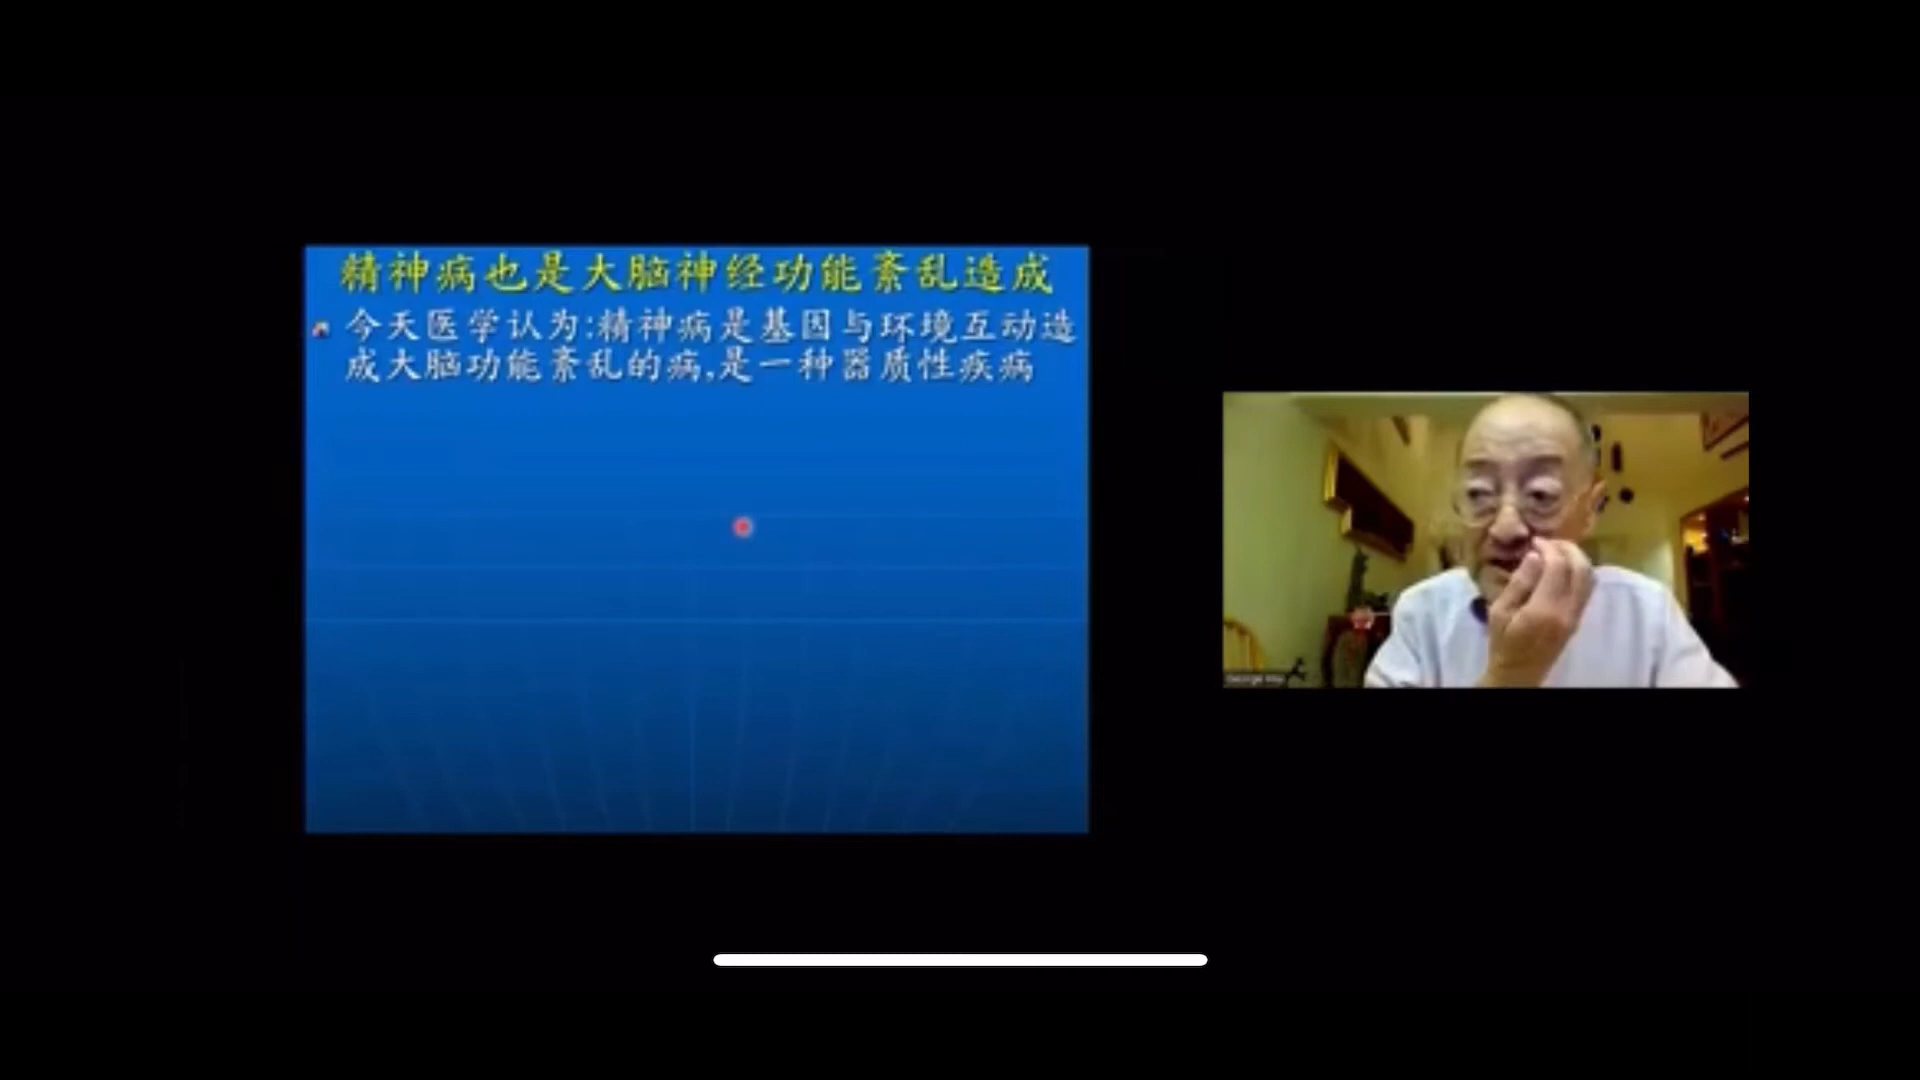 精神病也是大脑神经功能紊乱造成
今天医学认为:精神病是基因与环境互动造
成大脑功能紊乱的病,是一种器质性疾病
George